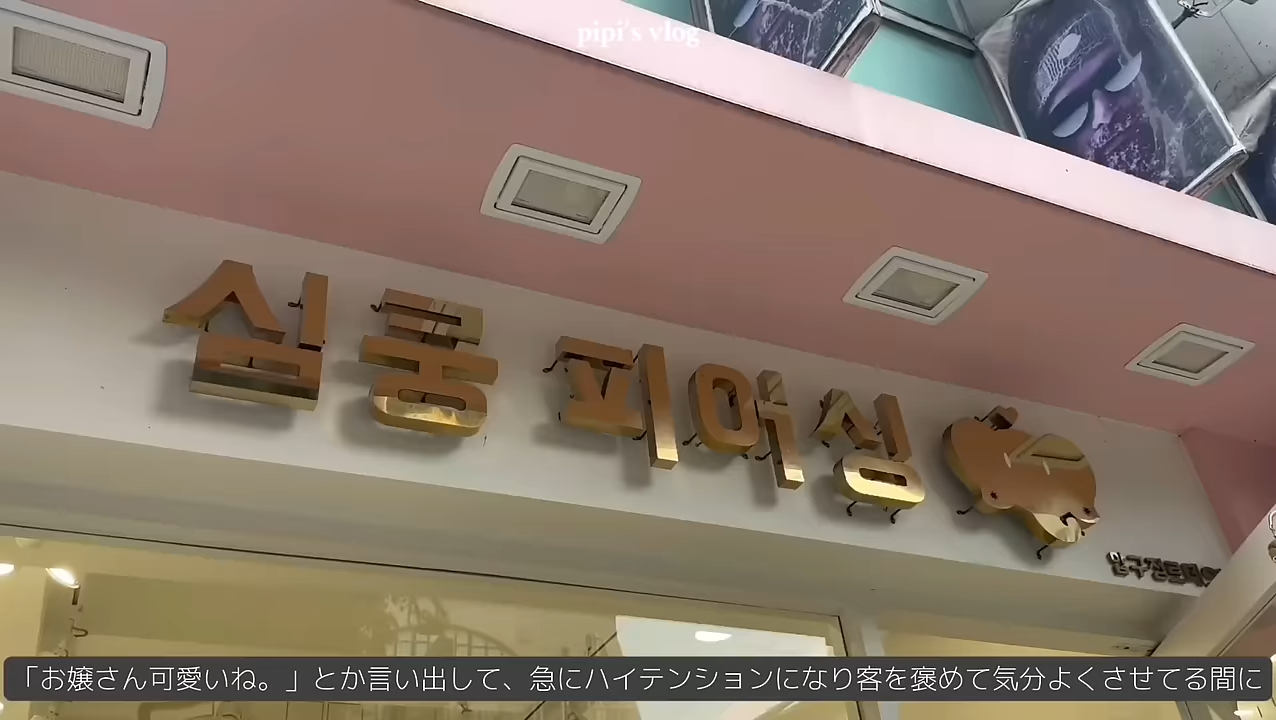 pipi's vlog
심쿵 피어싱
「お嬢さん可愛いね。」とか言い出して、急にハイテンションになり客を褒めて気分よくさせてる間に